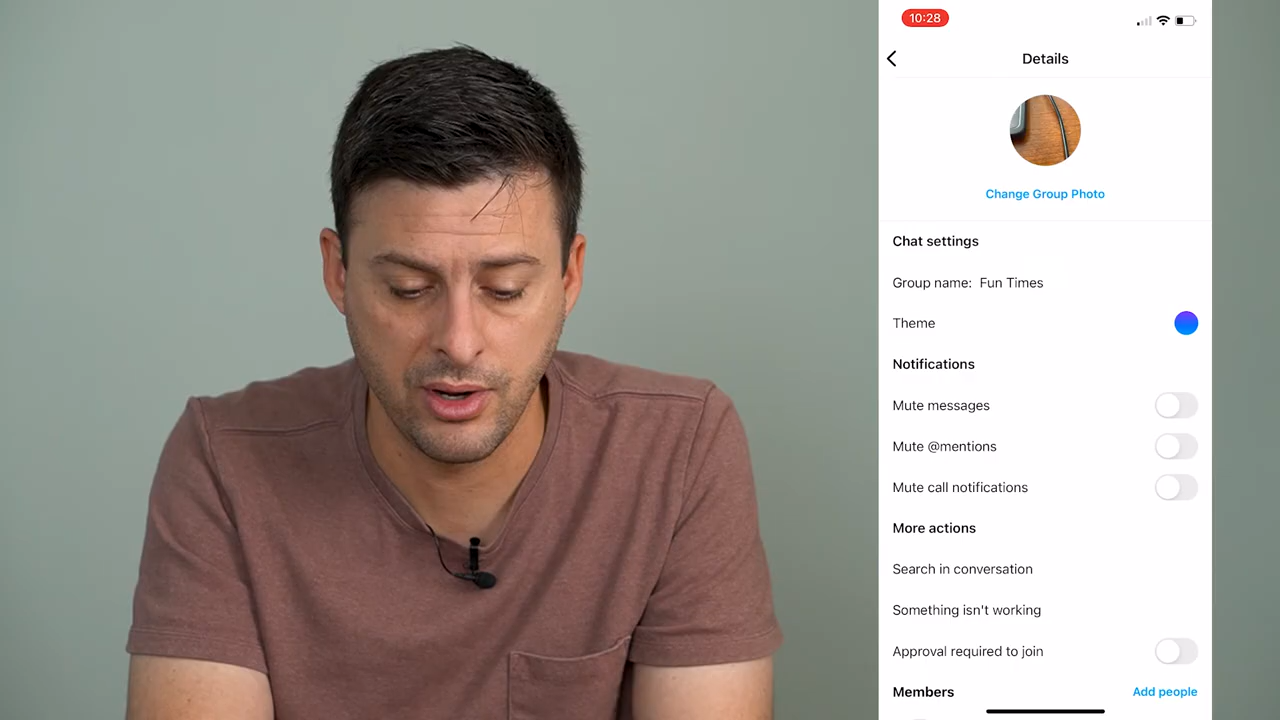 10:28
Details
Change Group Photo
Chat settings
Group name: Fun Times
Theme
Notifications
Mute messages
Mute @mentions
Mute call notifications
More actions
Search in conversation
Something isn't working
Approval required to join
Members Add people